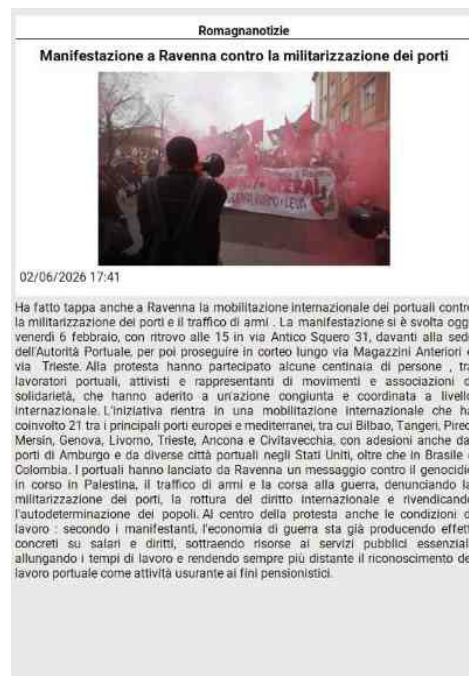 Romagnanotizie
Manifestazione a Ravenna contro la militarizzazione dei porti
02/06/2026 17:41
Ha fatto tappa anche a Ravenna la mobilitazione internazionale dei portuali contro
la militarizzazione dei porti e il traffico di armi . La manifestazione si è svolta oggi
venerdì 6 febbraio, con ritrovo alle 15 in via Antico Squero 31, davanti alla sede
dell'Autorità Portuale, per poi proseguire in corteo lungo via Magazzini Anteriori e
via Trieste. Alla protesta hanno partecipato alcune centinaia di persone , tra
lavoratori portuali, attivisti e rappresentanti di movimenti e associazioni d
solidarietà, che hanno aderito a un'azione congiunta e coordinata a livello
internazionale. L'iniziativa rientra in una mobilitazione internazionale che ha
coinvolto 21 tra i principali porti europei e mediterranei, tra cui Bilbao, Tangeri, Pireo
Mersin, Genova, Livorno, Trieste, Ancona e Civitavecchia, con adesioni anche da
porti di Amburgo e da diverse città portuali negli Stati Uniti, oltre che in Brasile e
Colombia. I portuali hanno lanciato da Ravenna un messaggio contro il genocidio
in corso in Palestina, il traffico di armi e la corsa alla guerra, denunciando la
militarizzazione dei porti, la rottura del diritto internazionale e rivendicando
l'autodeterminazione dei popoli. Al centro della protesta anche le condizioni d
lavoro : secondo i manifestanti, l'economia di guerra sta già producendo effett
concreti su salari e diritti, sottraendo risorse ai servizi pubblici essenzial
allungando i tempi di lavoro e rendendo sempre più distante il riconoscimento de
lavoro portuale come attività usurante ai fini pensionistici.